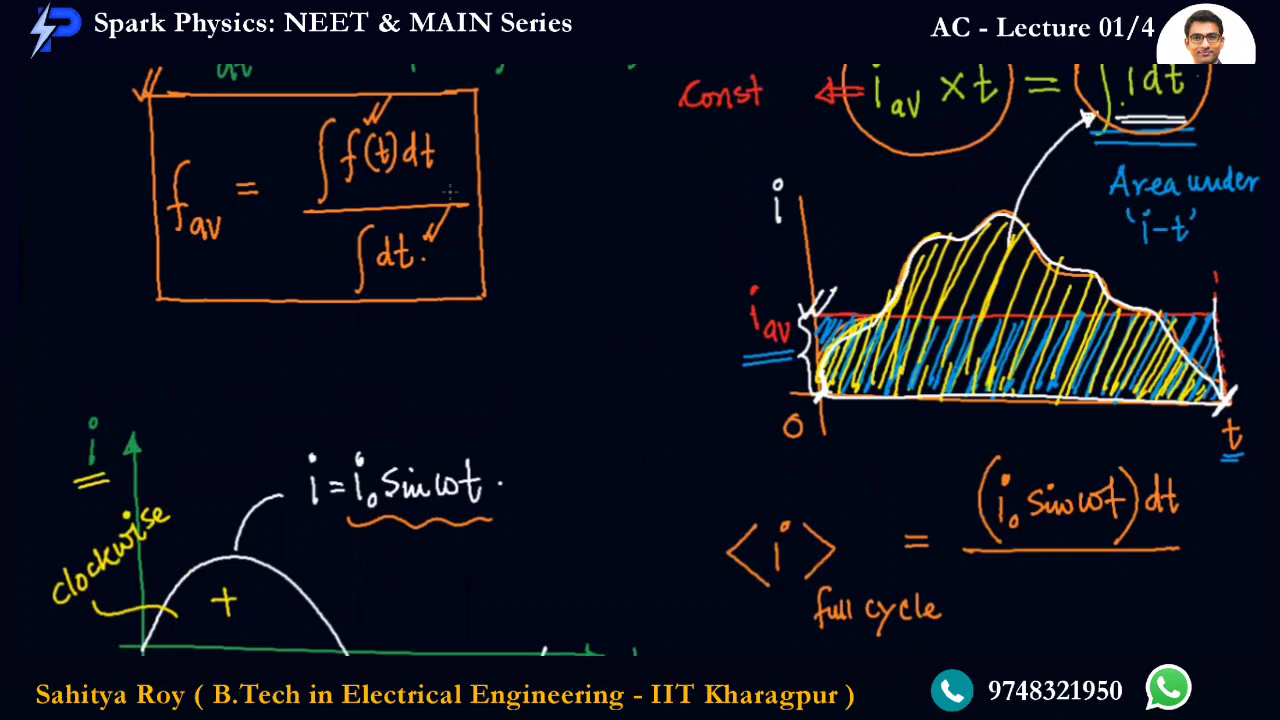 Spark Physics: NEET & MAIN Series
AC - Lecture 01/4
av
Const ⇐ i_av × t = ∫ i dt
f_av = ∫ f(t) dt / ∫ dt.
Area under
'i-t'
i
i_av
0
t
i
i = i₀ sin ωt.
clockwise
+
<i> full cycle = (i₀ sin ωt) dt
Sahitya Roy ( B.Tech in Electrical Engineering - IIT Kharagpur )
9748321950